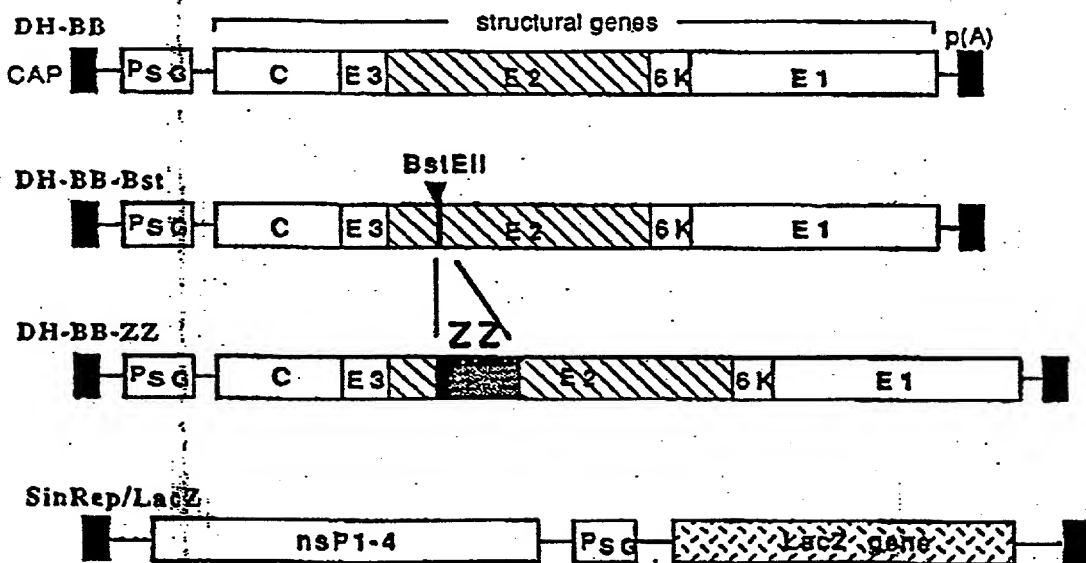 DH-BB
structural genes
p(A)
CAP
PSG
C
E3
E2
6K
E1
DH-BB-Bst
BstEII
PSG
C
E3
E2
6K
E1
DH-BB-ZZ
ZZ
PSG
C
E3
E2
6K
E1
SinRep/LacZ
nsP1-4
PSG
LacZ gene